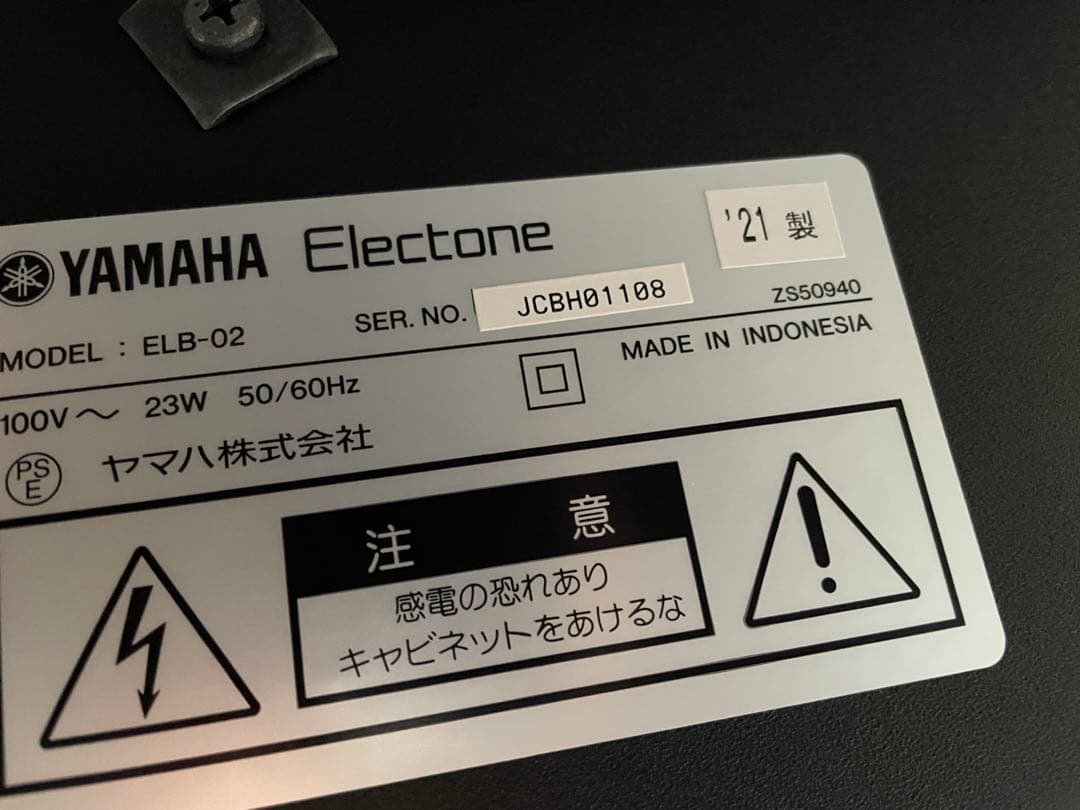 YAMAHA Electone
'21 製
MODEL : ELB-02
SER. NO. JCBH01108
ZS50940
100V～ 23W 50/60Hz
MADE IN INDONESIA
PS
E
ヤマハ株式会社
注意
感電の恐れあり
キャビネットをあけるな